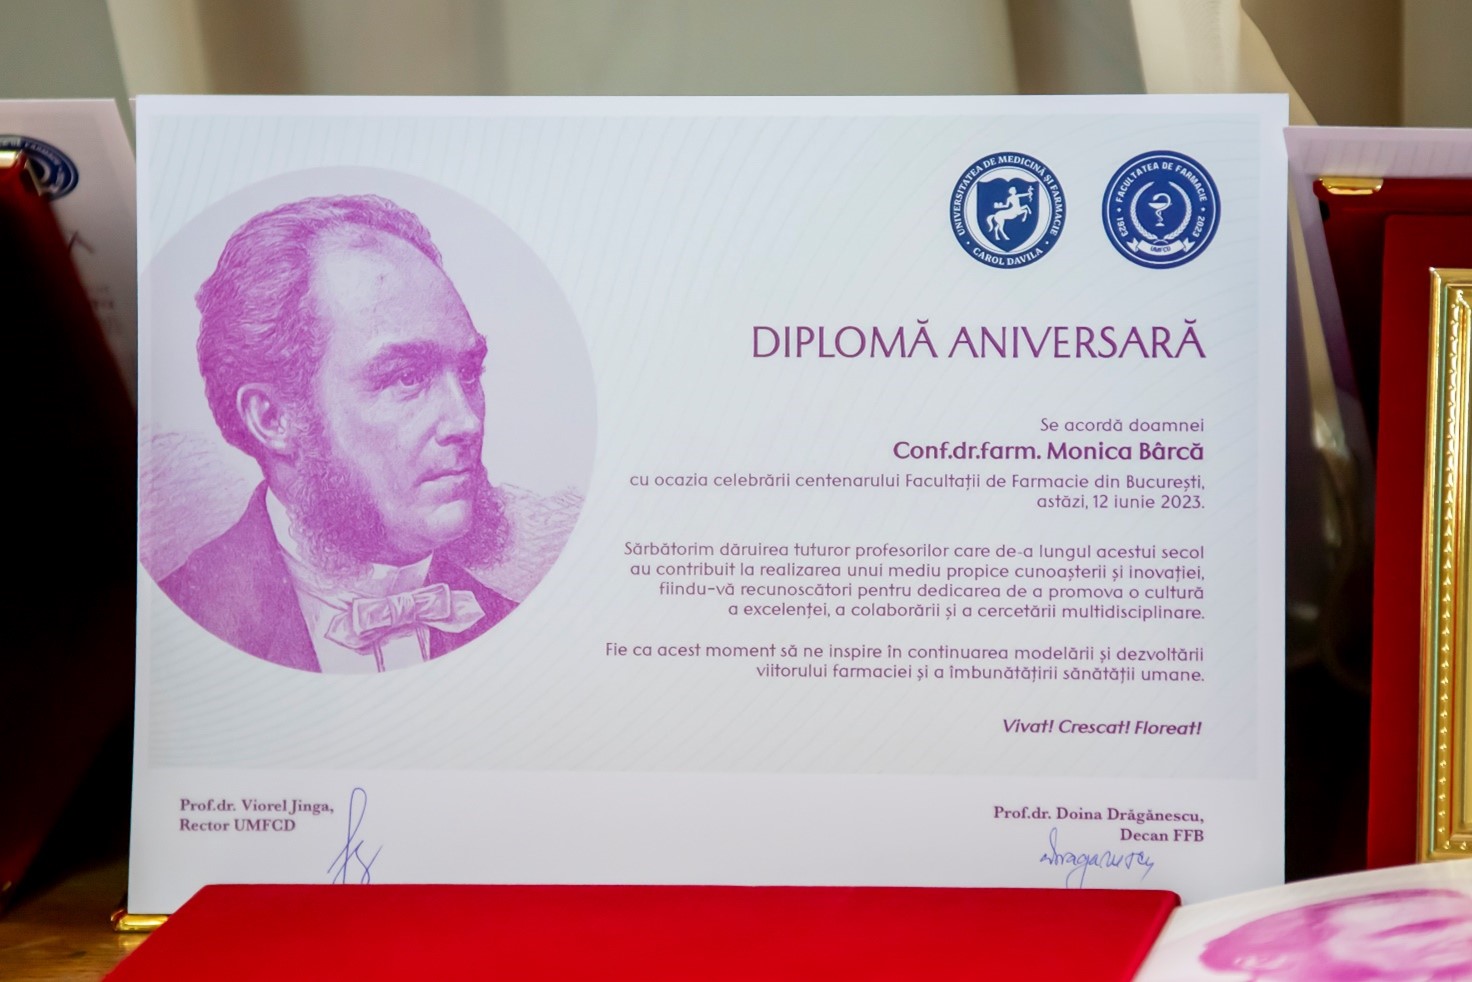 UNIVERSITATEA DE MEDICINĂ ȘI FARMACIE
• CAROL DAVILA •
FACULTATEA DE FARMACIE
1923
2023
UMFCD
DIPLOMĂ ANIVERSARĂ
Se acordă doamnei
Conf.dr.farm. Monica Bârcă
cu ocazia celebrării centenarului Facultații de Farmacie din București,
astăzi, 12 iunie 2023.
Sărbătorim dăruirea tuturor profesorilor care de-a lungul acestui secol
au contribuit la realizarea unui mediu propice cunoașterii și inovației,
fiindu-vă recunoscători pentru dedicarea de a promova o cultură
a excelenței, a colaborării și a cercetării multidisciplinare.
Fie ca acest moment să ne inspire în continuarea modelării și dezvoltării
viitorului farmaciei și a îmbunătățirii sănătății umane.
Vivat! Crescat! Floreat!
Prof.dr. Viorel Jinga,
Rector UMFCD
Prof.dr. Doina Drăgănescu,
Decan FFB